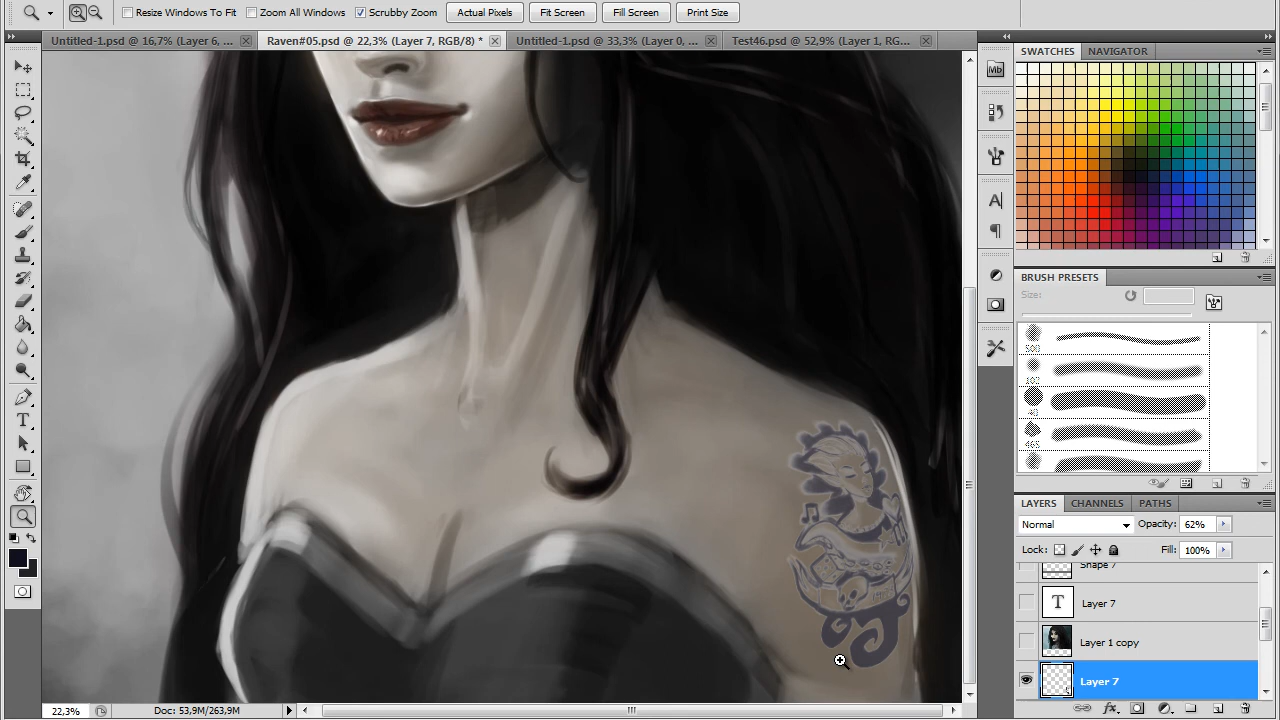 Resize Windows To Fit Zoom All Windows Scrubby Zoom Actual Pixels Fit Screen Fill Screen Print Size
Untitled-1.psd @ 16,7% (Layer 6, ... Raven#05.psd @ 22,3% (Layer 7, RGB/8) * Untitled-1.psd @ 33,3% (Layer 0, ... Test46.psd @ 52,9% (Layer 1, RG...
SWATCHES NAVIGATOR
Mb
A
BRUSH PRESETS
Size:
500
465
LAYERS CHANNELS PATHS
Normal Opacity: 62%
Lock: Fill: 100%
Shape 7
T Layer 7
Layer 1 copy
Layer 7
22,3% Doc: 53,9M/263,9M